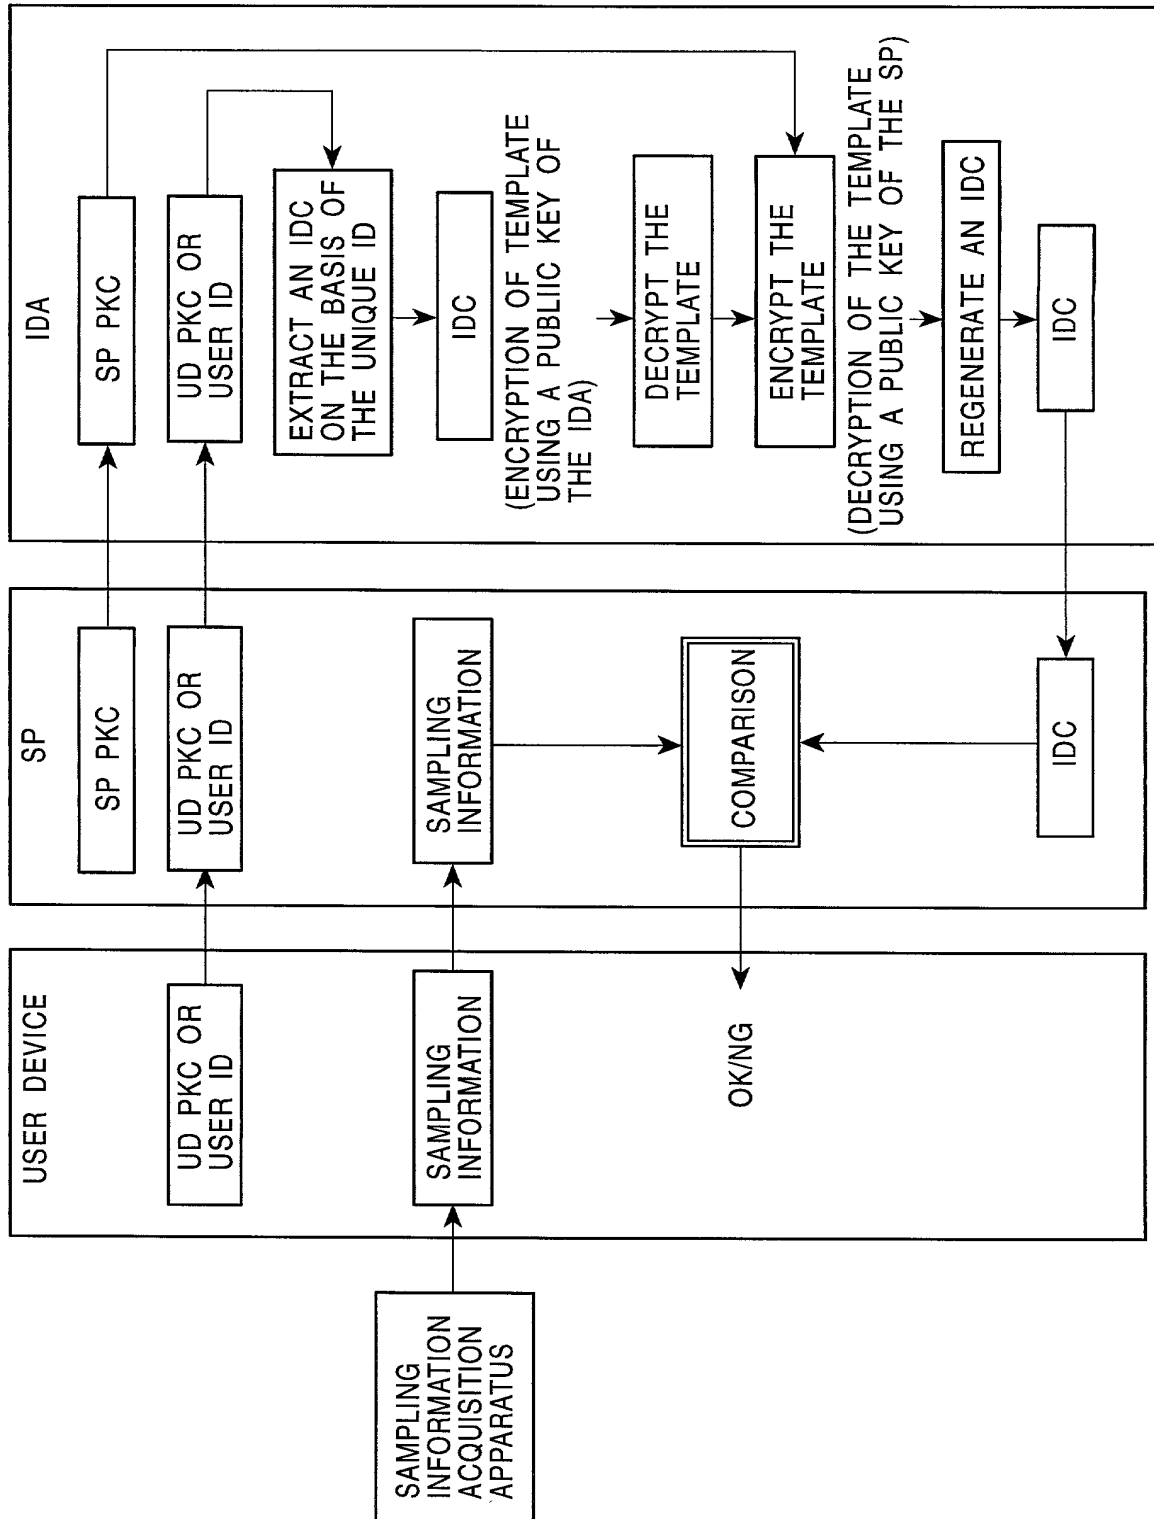 USER DEVICE
SP
IDA
SP PKC
SP PKC
UD PKC OR
USER ID
UD PKC OR
USER ID
UD PKC OR
USER ID
EXTRACT AN IDC
ON THE BASIS OF
THE UNIQUE ID
SAMPLING
INFORMATION
ACQUISITION
APPARATUS
SAMPLING
INFORMATION
SAMPLING
INFORMATION
IDC
(ENCRYPTION OF TEMPLATE
USING A PUBLIIC KEY OF
THE IDA)
DECRYPT THE
TEMPLATE
OK/NG
COMPARISON
ENCRYPT THE
TEMPLATE
(DECRYPTION OF THE TEMPLATE
USING A PUBLIC KEY OF THE SP)
REGENERATE AN IDC
IDC
IDC